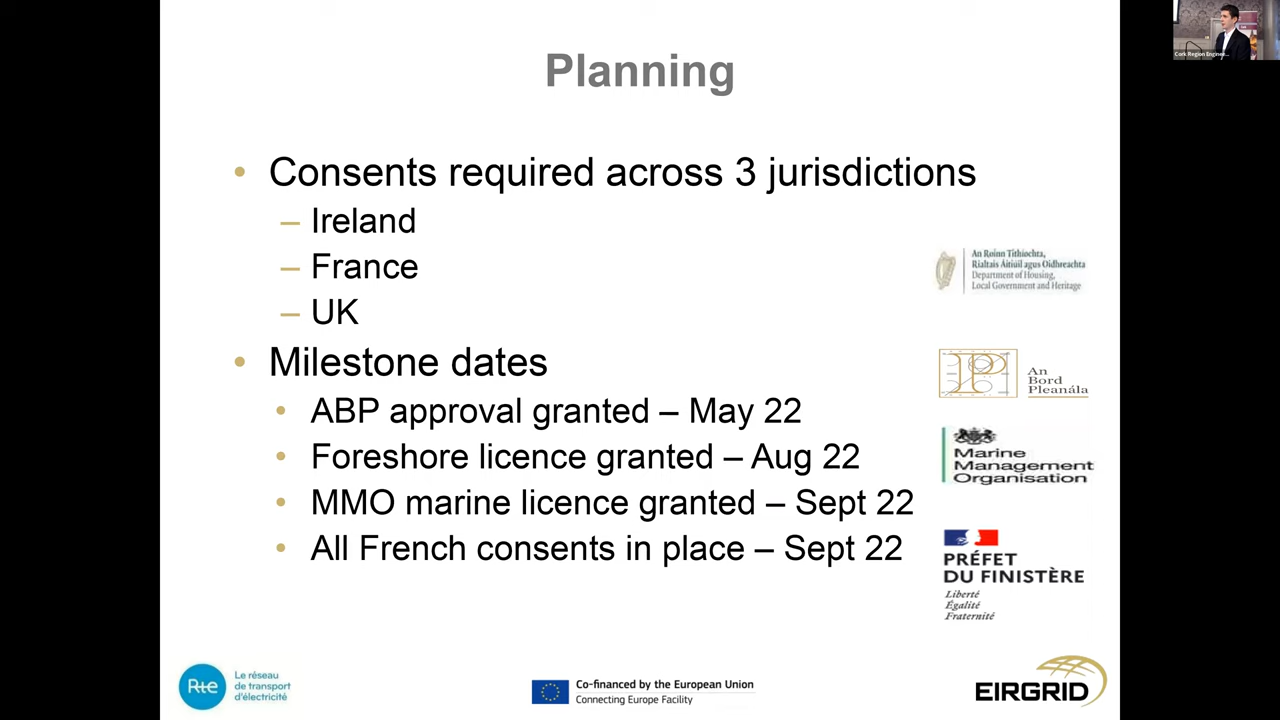 Planning
• Consents required across 3 jurisdictions
– Ireland
– France
– UK
• Milestone dates
• ABP approval granted – May 22
• Foreshore licence granted – Aug 22
• MMO marine licence granted – Sept 22
• All French consents in place – Sept 22
An Roinn Tithíochta,
Rialtais Áitiúil agus Oidhreachta
Department of Housing,
Local Government and Heritage
An
Bord
Pleanála
Marine
Management
Organisation
PRÉFET
DU FINISTÈRE
Liberté
Égalité
Fraternité
Rte
Le réseau
de transport
d'électricité
Co-financed by the European Union
Connecting Europe Facility
EIRGRID
Cork Region Enginee...